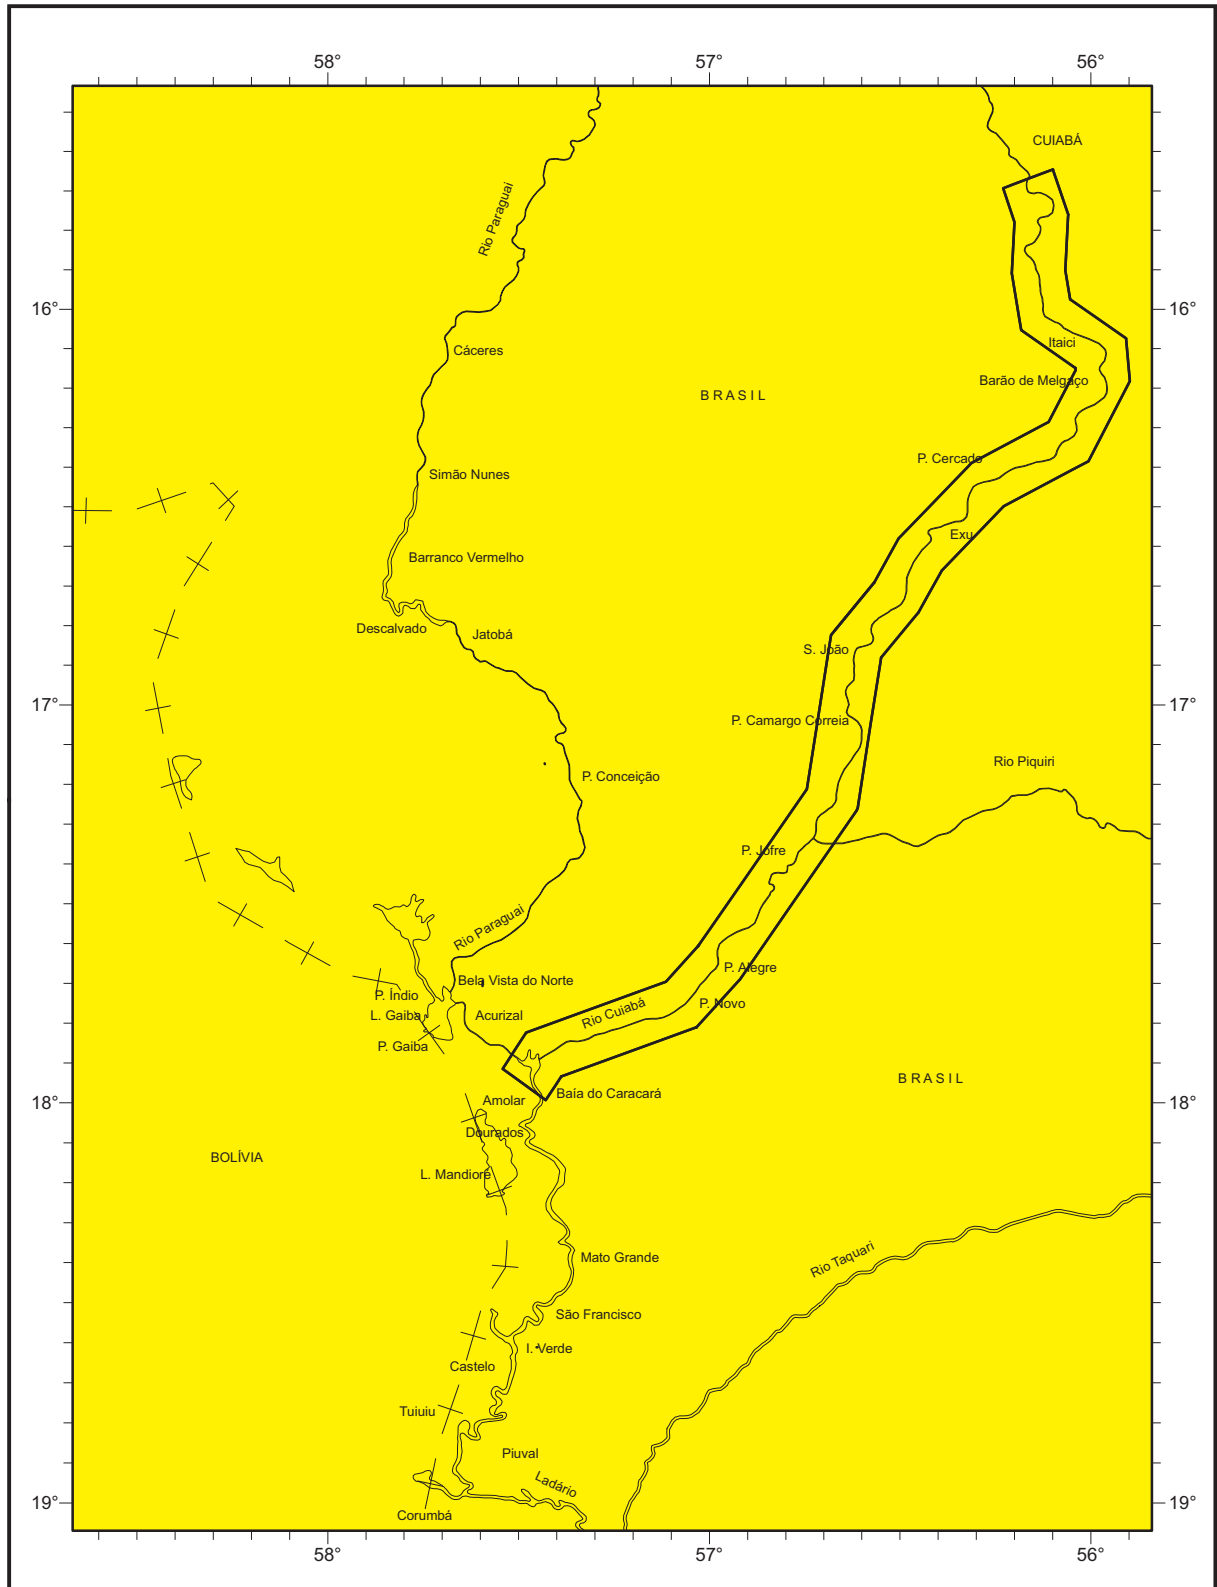 58°
57°
56°
CUIABÁ
Rio Paraguai
16°
16°
Itaici
Cáceres
Barão de Melgaço
BRASIL
P. Cercado
Simão Nunes
Exu
Barranco Vermelho
Descalvado
Jatobá
S. João
17°
17°
P. Camargo Correia
Rio Piquiri
P. Conceição
P. Jofre
Rio Paraguai
P. Alegre
Bela Vista do Norte
P. Índio
P. Novo
Rio Cuiabá
L. Gaiba
Acurizal
P. Gaiba
BRASIL
Baía do Caracará
Amolar
18°
18°
Dourados
BOLÍVIA
L. Mandioré
Mato Grande
Rio Taquari
São Francisco
I. Verde
Castelo
Tuiuiu
Piuval
Ladário
19°
19°
Corumbá
58°
57°
56°